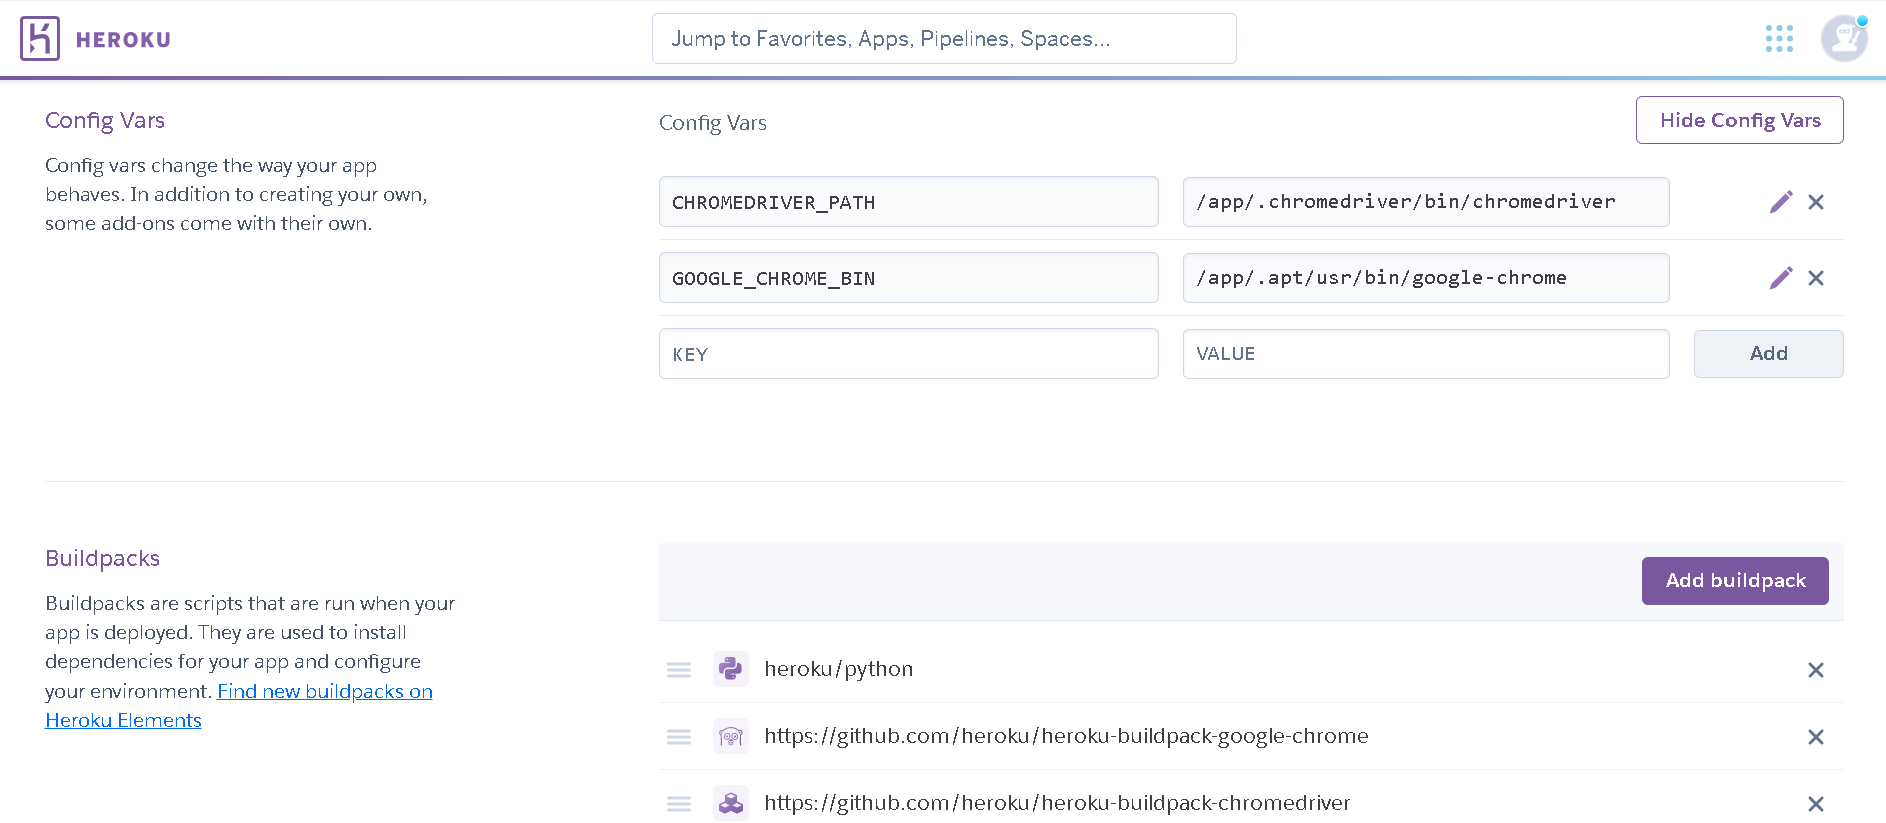 HEROKU
Jump to Favorites, Apps, Pipelines, Spaces...
Config Vars
Config vars change the way your app
behaves. In addition to creating your own,
some add-ons come with their own.
Config Vars
Hide Config Vars
CHROMEDRIVER_PATH
/app/.chromedriver/bin/chromedriver
GOOGLE_CHROME_BIN
/app/.apt/usr/bin/google-chrome
KEY
VALUE
Add
Buildpacks
Buildpacks are scripts that are run when your
app is deployed. They are used to install
dependencies for your app and configure
your environment. Find new buildpacks on
Heroku Elements
Add buildpack
heroku/python
https://github.com/heroku/heroku-buildpack-google-chrome
https://github.com/heroku/heroku-buildpack-chromedriver